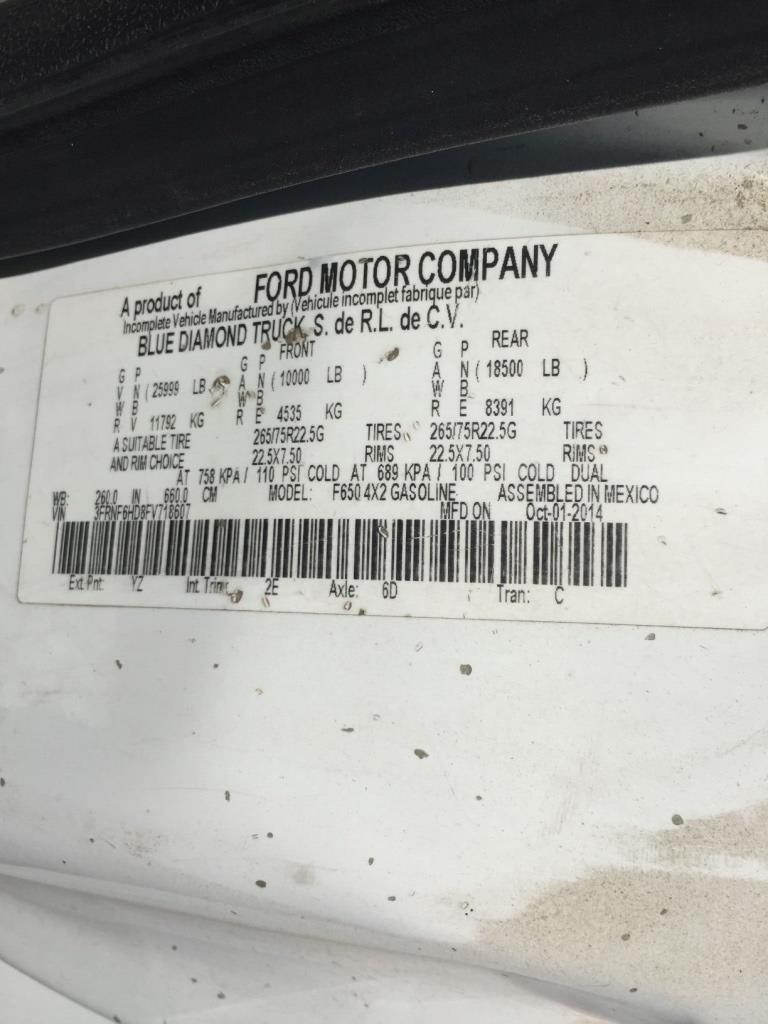 A product of FORD MOTOR COMPANY
Incomplete Vehicle Manufactured by (Vehicule incomplet fabrique par)
BLUE DIAMOND TRUCK, S. de R.L. de C.V.
FRONT REAR
G P G P G P
V N (25999 LB ) A N (10000 LB ) A N (18500 LB )
W B W B W B
R V 11792 KG R E 4535 KG R E 8391 KG
A SUITABLE TIRE 265/75R22.5G TIRES 265/75R22.5G TIRES
AND RIM CHOICE 22.5X7.50 RIMS 22.5X7.50 RIMS
AT 758 KPA/ 110 PSI COLD AT 689 KPA/ 100 PSI COLD DUAL
WB: 260.0 IN 660.0 CM MODEL: F650 4X2 GASOLINE ASSEMBLED IN MEXICO
VIN 3FRNF6HD8FV718607 MFD ON Oct-01-2014
Ext Pnt: YZ Int Trim: 2E Axle: 6D Tran: C